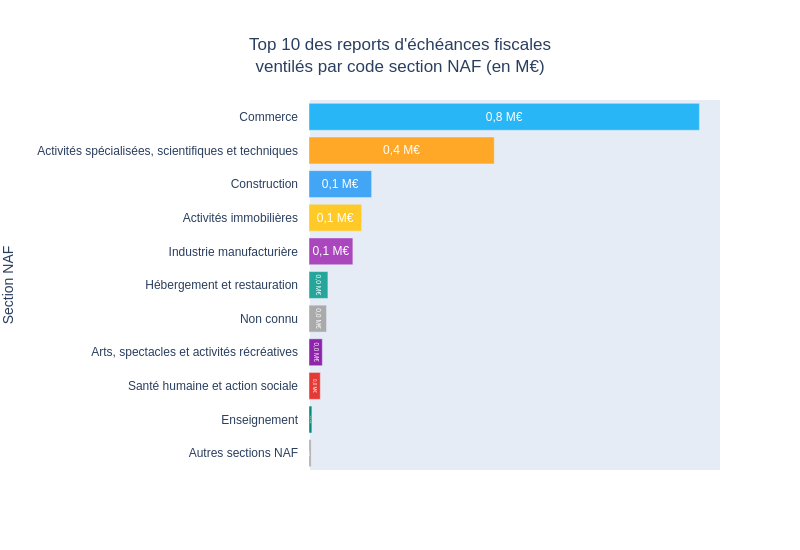 Top 10 des reports d'échéances fiscales
ventilés par code section NAF (en M€)
Section NAF
Commerce
0,8 M€
Activités spécialisées, scientifiques et techniques
0,4 M€
Construction
0,1 M€
Activités immobilières
0,1 M€
Industrie manufacturière
0,1 M€
Hébergement et restauration
0,0 M€
Non connu
0,0 M€
Arts, spectacles et activités récréatives
0,0 M€
Santé humaine et action sociale
0,0 M€
Enseignement
Autres sections NAF